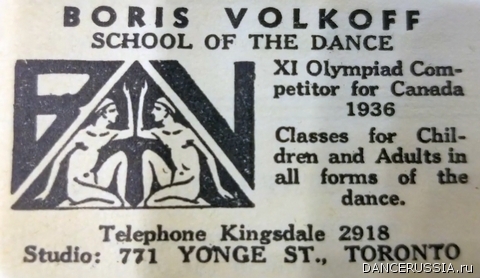 BORIS VOLKOFF
SCHOOL OF THE DANCE
XI Olympiad Com-
petitor for Canada
1936
Classes for Chil-
dren and Adults in
all forms of the
dance.
BV
Telephone Kingsdale 2918
Studio: 771 YONGE ST., TORONTO
DANCERUSSIA.ru